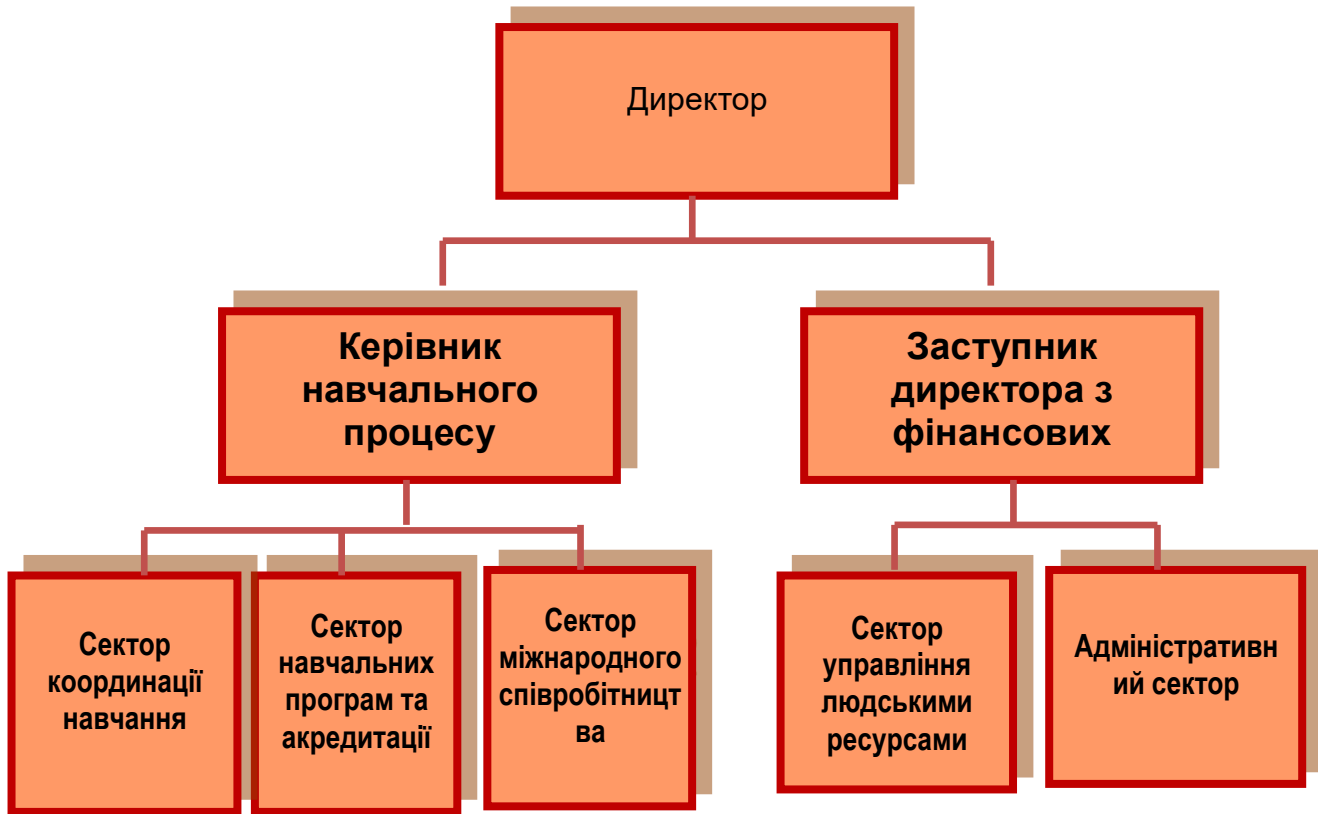 Директор
Керівник
навчального
процесу
Заступник
директора з
фінансових
Сектор
координації
навчання
Сектор
навчальних
програм та
акредитації
Сектор
міжнародного
співробітницт
ва
Сектор
управління
людськими
ресурсами
Адміністративн
ий сектор